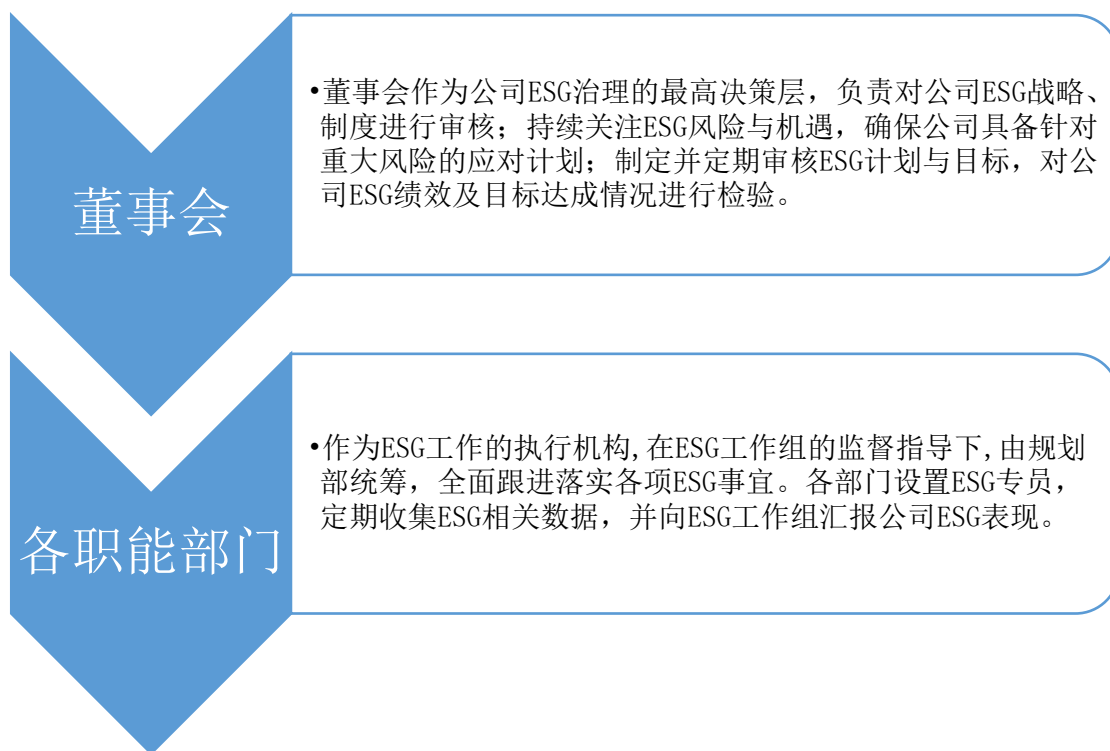 董事会
•董事会作为公司ESG治理的最高决策层，负责对公司ESG战略、
制度进行审核；持续关注ESG风险与机遇，确保公司具备针对
重大风险的应对计划；制定并定期审核ESG计划与目标，对公
司ESG绩效及目标达成情况进行检验。
各职能部门
•作为ESG工作的执行机构,在ESG工作组的监督指导下,由规划
部统筹，全面跟进落实各项ESG事宜。各部门设置ESG专员，
定期收集ESG相关数据，并向ESG工作组汇报公司ESG表现。